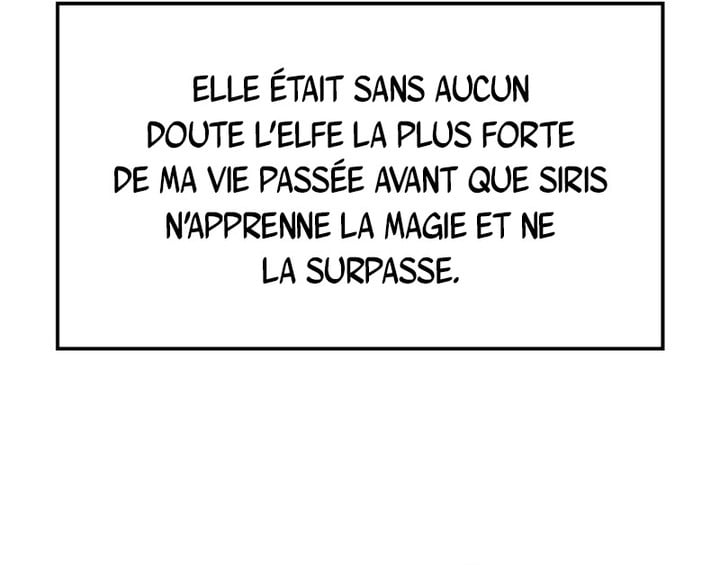 ELLE ÉTAIT SANS AUCUN
DOUTE L'ELFE LA PLUS FORTE
DE MA VIE PASSÉE AVANT QUE SIRIS
N'APPRENNE LA MAGIE ET NE
LA SURPASSE.